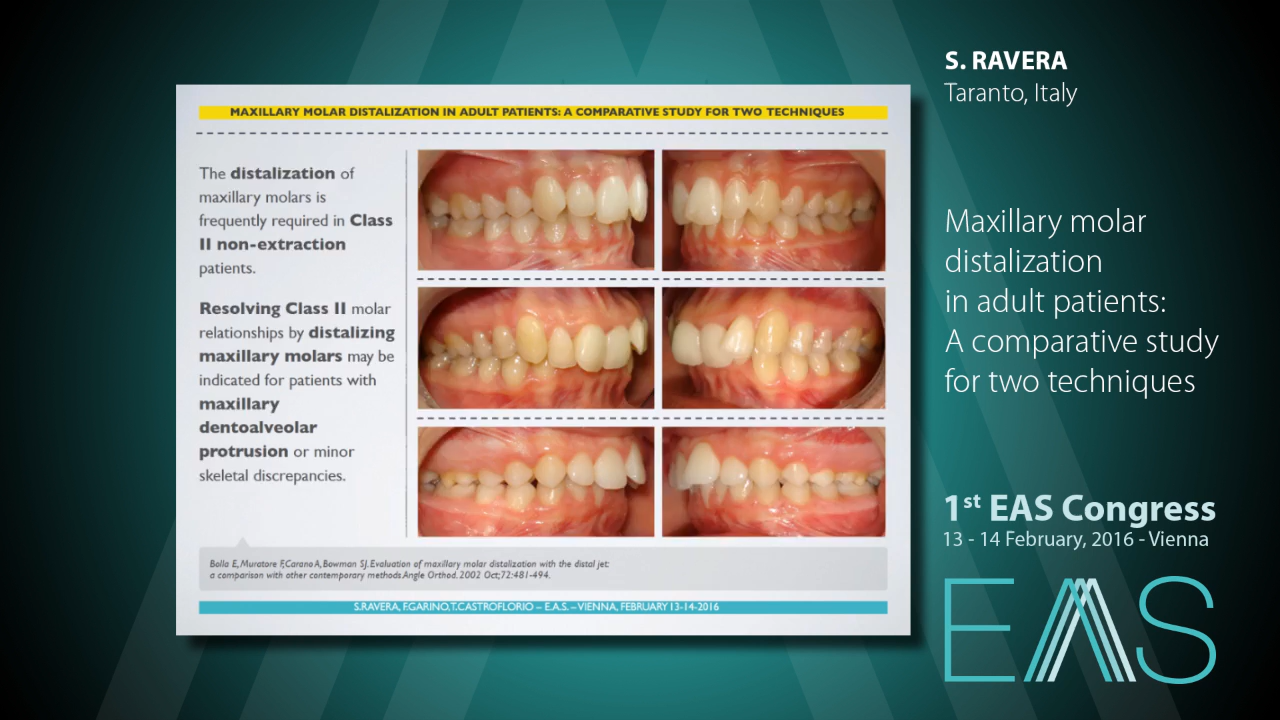 S. RAVERA
Taranto, Italy
MAXILLARY MOLAR DISTALIZATION IN ADULT PATIENTS: A COMPARATIVE STUDY FOR TWO TECHNIQUES
The distalization of
maxillary molars is
frequently required in Class
II non-extraction
patients.
Resolving Class II molar
relationships by distalizing
maxillary molars may be
indicated for patients with
maxillary
dentoalveolar
protrusion or minor
skeletal discrepancies.
Bolla E, Muratore F, Carano A, Bowman SJ. Evaluation of maxillary molar distalization with the distal jet:
a comparison with other contemporary methods. Angle Orthod. 2002 Oct;72:481-494.
S.RAVERA, F.GARINO,T.CASTROFLORIO – E.A.S. – VIENNA, FEBRUARY 13-14-2016
Maxillary molar
distalization
in adult patients:
A comparative study
for two techniques
1st EAS Congress
13 - 14 February, 2016 - Vienna
EAS